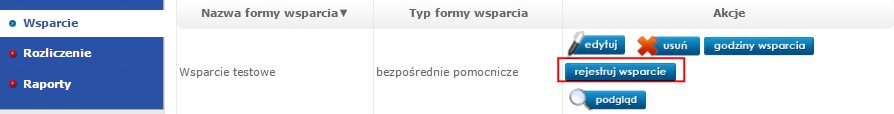 Wsparcie
Rozliczenie
Raporty
Nazwa formy wsparcia▼ Typ formy wsparcia Akcje
Wsparcie testowe bezpośrednie pomocnicze
edytuj usuń godziny wsparcia
rejestruj wsparcie
podgląd